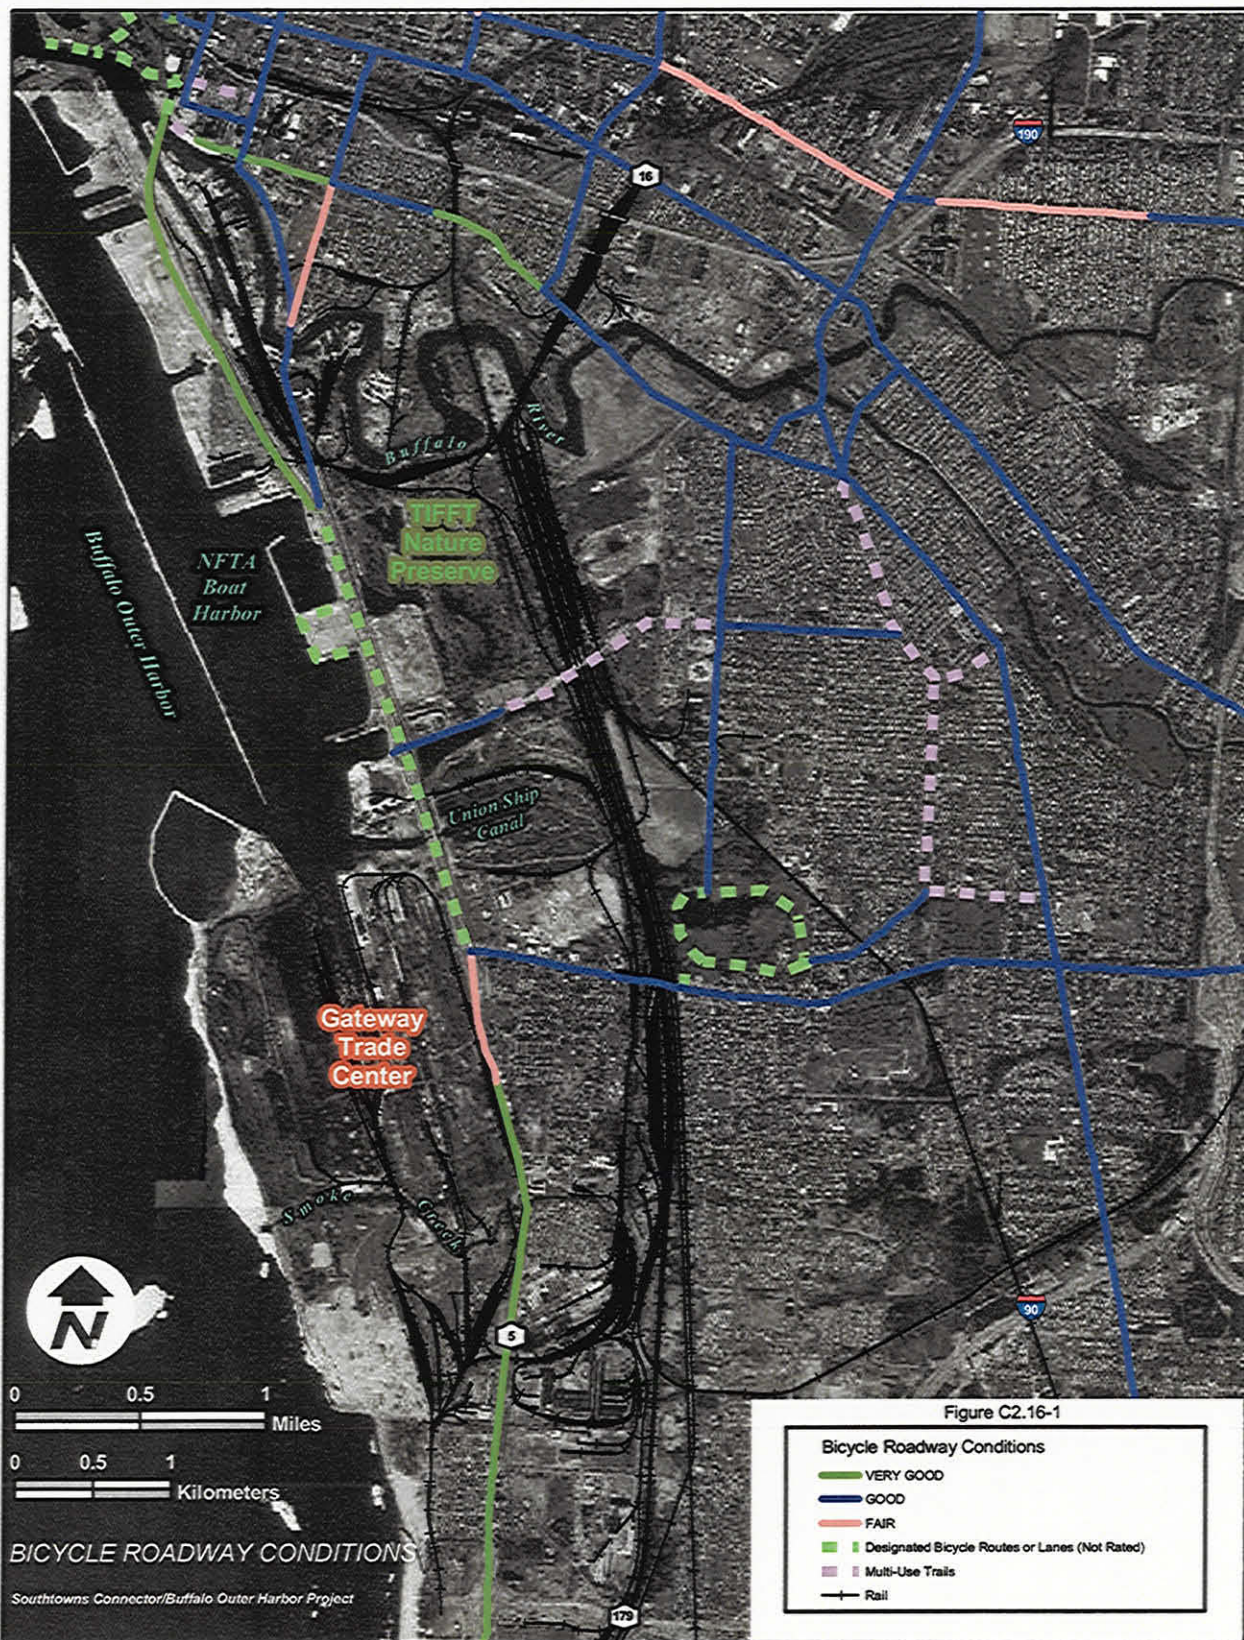 190
16
Buffalo
River
TIFFT
Nature
Preserve
NFTA
Boat
Harbor
Buffalo Outer Harbor
Union Ship
Canal
Gateway
Trade
Center
Smoke
Creek
N
5
90
179
0 0.5 1
Miles
0 0.5 1
Kilometers
BICYCLE ROADWAY CONDITIONS
Southtowns Connector/Buffalo Outer Harbor Project
Figure C2.16-1
Bicycle Roadway Conditions
VERY GOOD
GOOD
FAIR
Designated Bicycle Routes or Lanes (Not Rated)
Multi-Use Trails
Rail